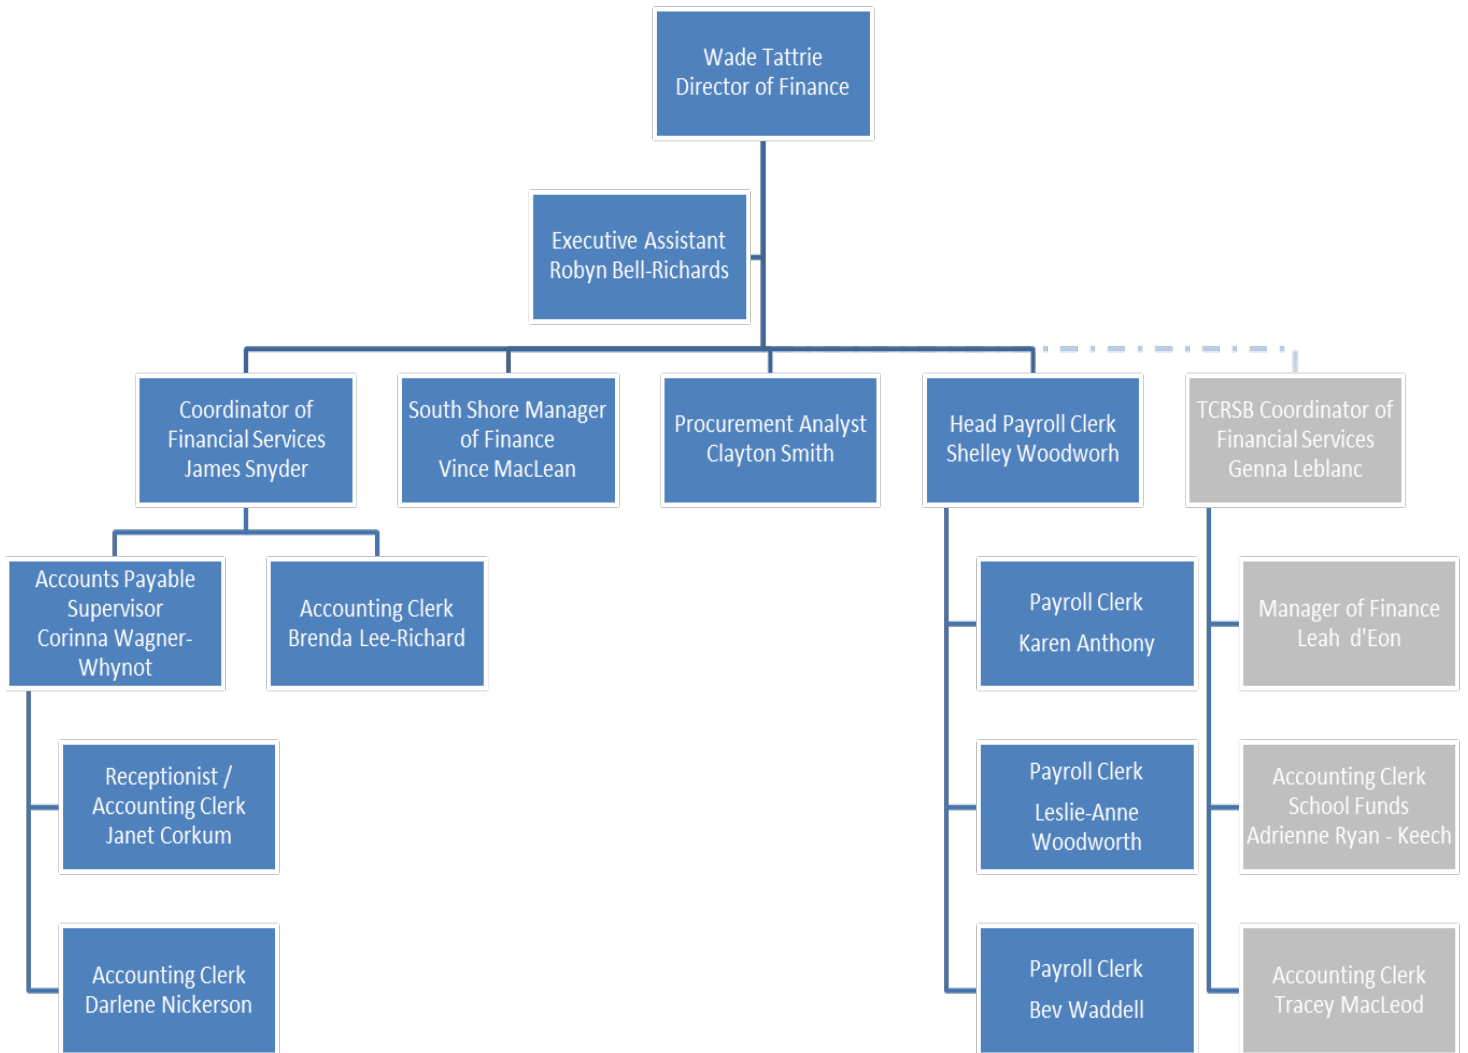 Wade Tattrie
Director of Finance
Executive Assistant
Robyn Bell-Richards
Coordinator of
Financial Services
James Snyder
South Shore Manager
of Finance
Vince MacLean
Procurement Analyst
Clayton Smith
Head Payroll Clerk
Shelley Woodworh
TCRSB Coordinator of
Financial Services
Genna Leblanc
Accounts Payable
Supervisor
Corinna Wagner-
Whynot
Accounting Clerk
Brenda Lee-Richard
Payroll Clerk
Karen Anthony
Manager of Finance
Leah d'Eon
Receptionist /
Accounting Clerk
Janet Corkum
Payroll Clerk
Leslie-Anne
Woodworth
Accounting Clerk
School Funds
Adrienne Ryan - Keech
Accounting Clerk
Darlene Nickerson
Payroll Clerk
Bev Waddell
Accounting Clerk
Tracey MacLeod